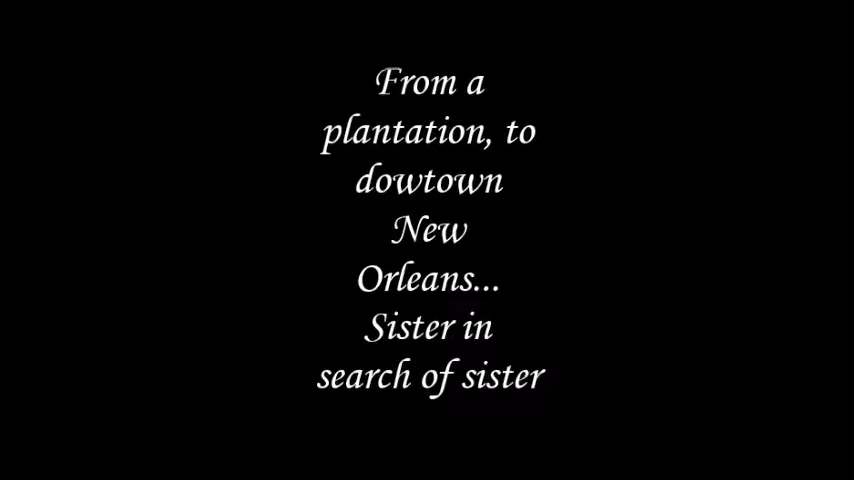 From a
plantation, to
dowtown
New
Orleans...
Sister in
search of sister